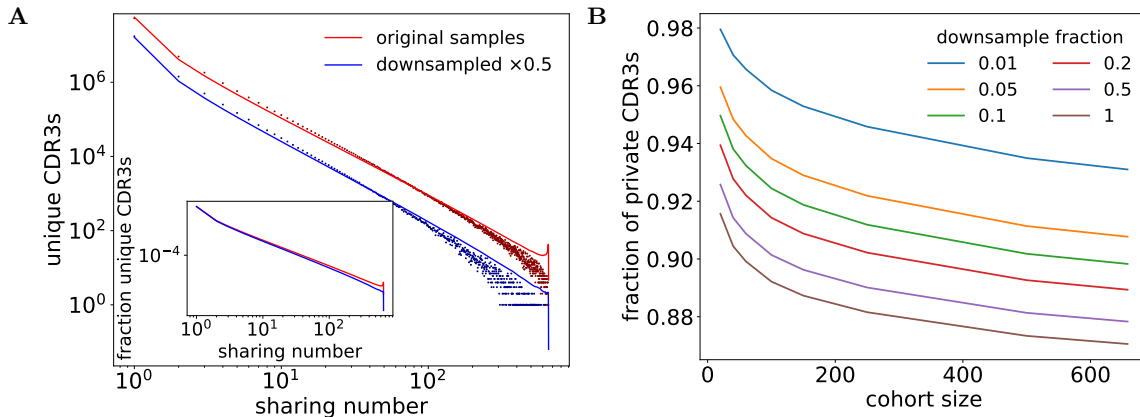 A
unique CDR3s
10^6
10^4
10^2
10^0
original samples
downsampled ×0.5
fraction unique CDR3s
10^-4
10^0
10^1
10^2
sharing number
10^0
10^1
10^2
sharing number
B
fraction of private CDR3s
0.98
0.96
0.94
0.92
0.90
0.88
downsample fraction
0.01
0.05
0.1
0.2
0.5
1
0
200
400
600
cohort size